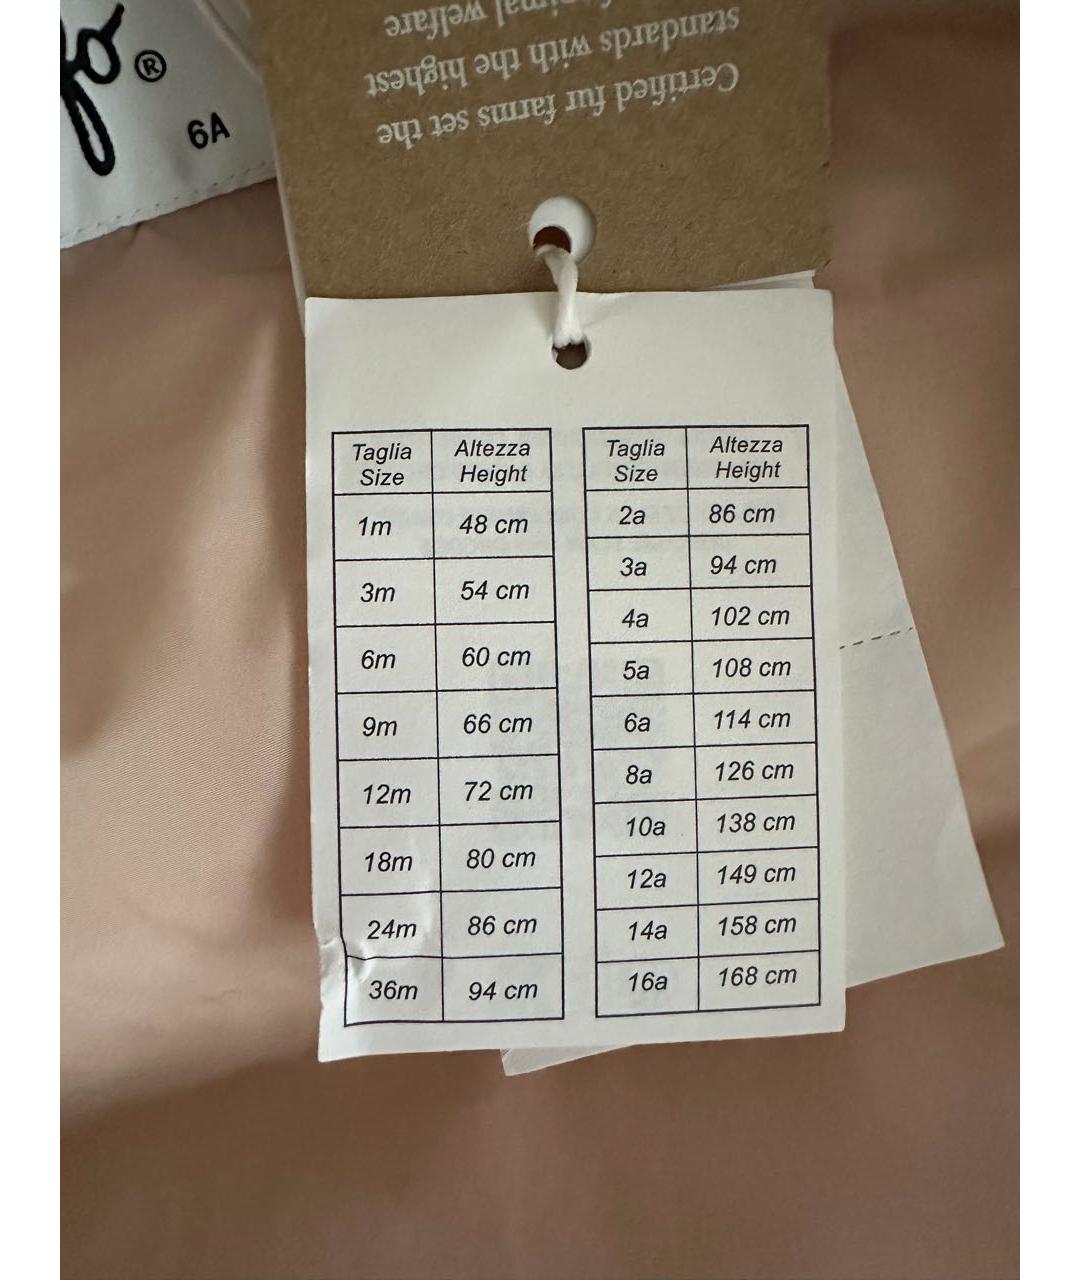 ®
6A
Certified fur farms set the
standards with the highest
animal welfare
Taglia Size Altezza Height
1m 48 cm
3m 54 cm
6m 60 cm
9m 66 cm
12m 72 cm
18m 80 cm
24m 86 cm
36m 94 cm
Taglia Size Altezza Height
2a 86 cm
3a 94 cm
4a 102 cm
5a 108 cm
6a 114 cm
8a 126 cm
10a 138 cm
12a 149 cm
14a 158 cm
16a 168 cm